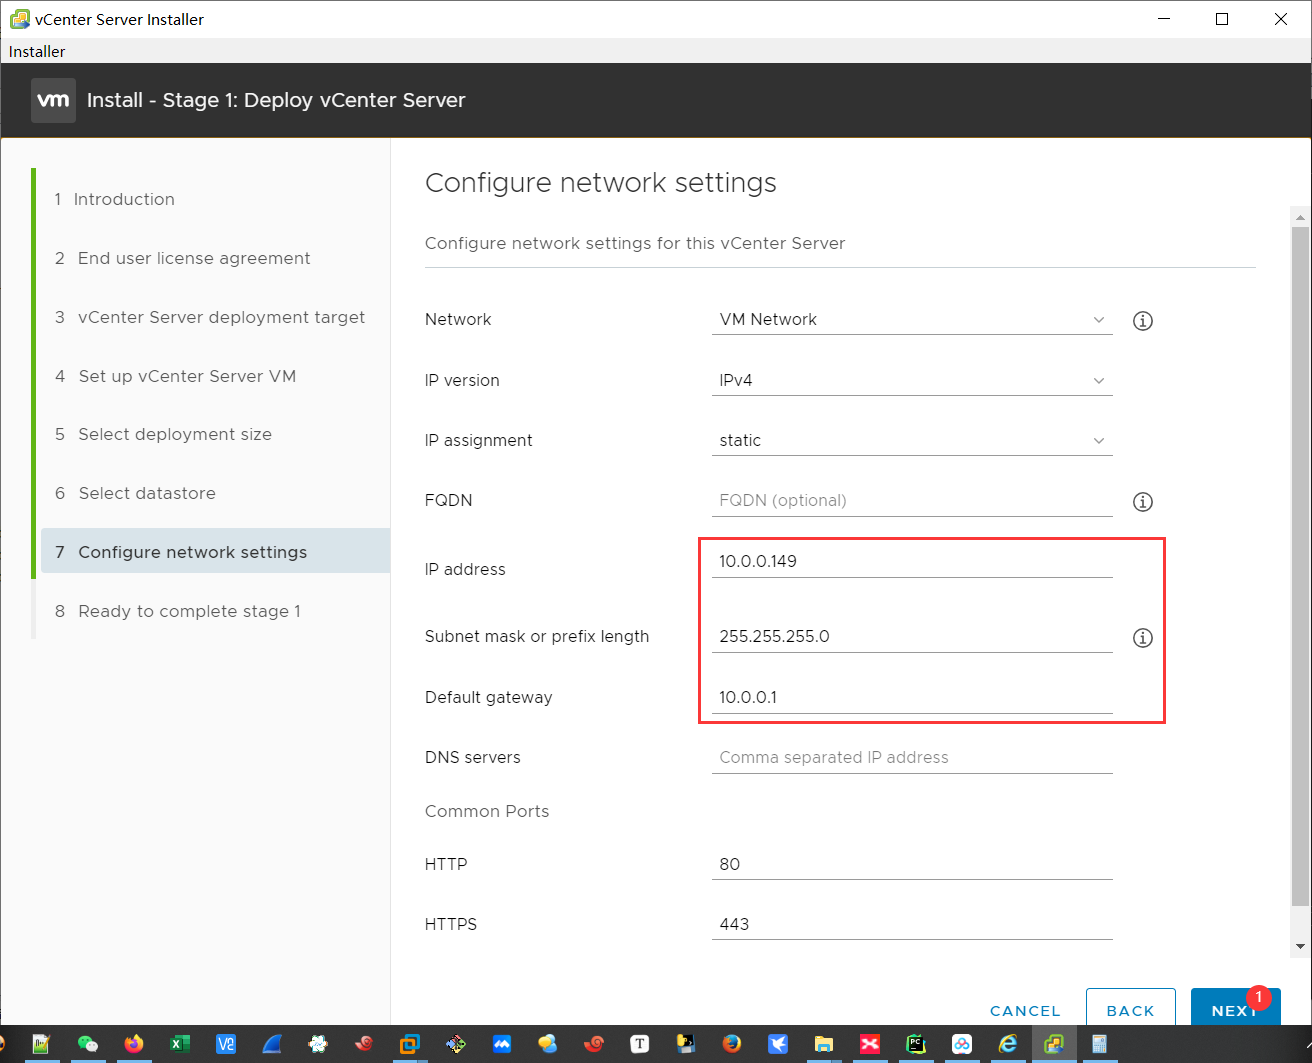 vCenter Server Installer
Installer
vm Install - Stage 1: Deploy vCenter Server
1 Introduction
2 End user license agreement
3 vCenter Server deployment target
4 Set up vCenter Server VM
5 Select deployment size
6 Select datastore
7 Configure network settings
8 Ready to complete stage 1
Configure network settings
Configure network settings for this vCenter Server
Network VM Network
IP version IPv4
IP assignment static
FQDN FQDN (optional)
IP address 10.0.0.149
Subnet mask or prefix length 255.255.255.0
Default gateway 10.0.0.1
DNS servers Comma separated IP address
Common Ports
HTTP 80
HTTPS 443
CANCEL BACK NEXT 1